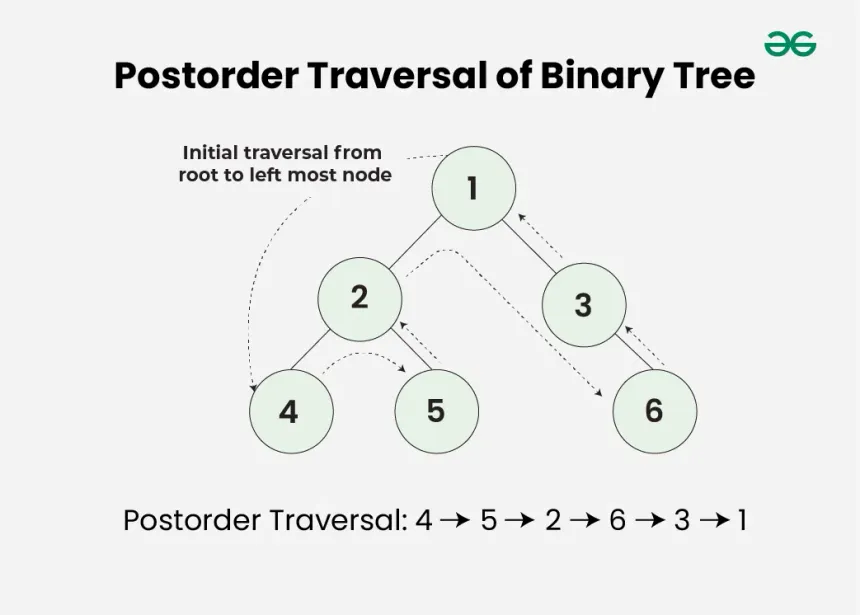 Postorder Traversal of Binary Tree
Initial traversal from
root to left most node
1
2
3
4
5
6
Postorder Traversal: 4 → 5 → 2 → 6 → 3 → 1